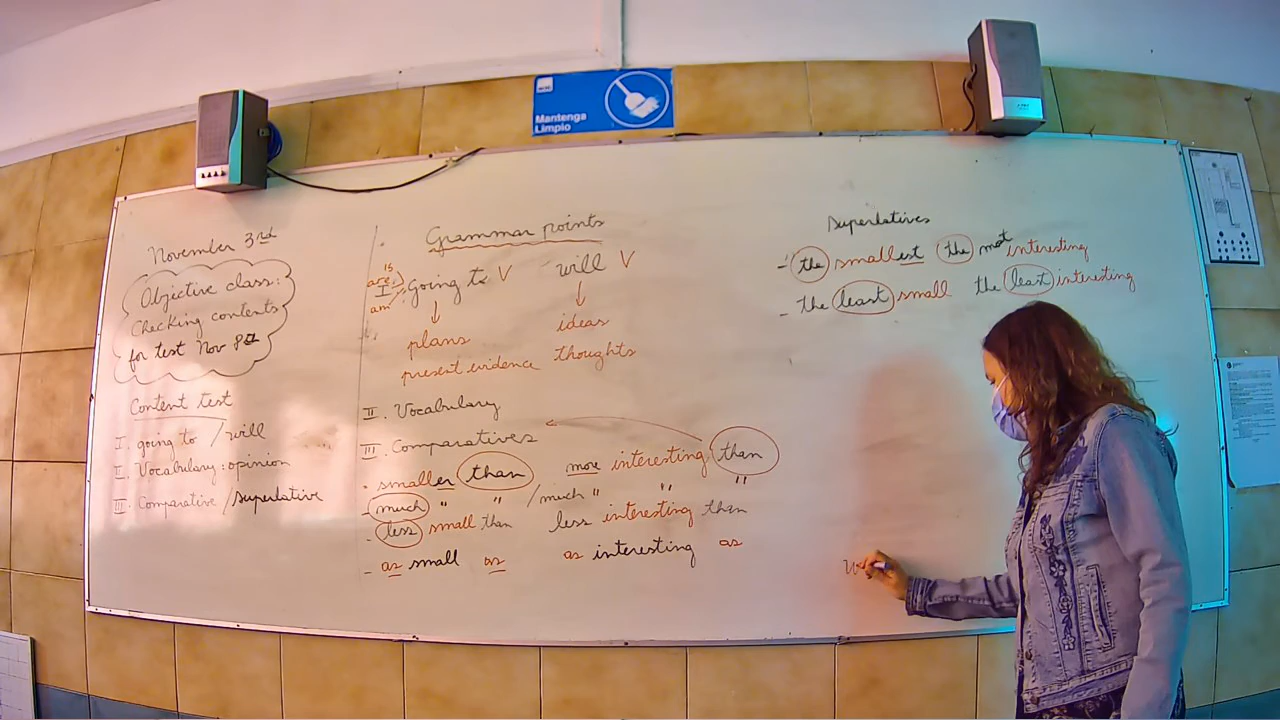 Mantenga
Limpio
November 3rd
Objective class:
Checking contents
for test Nov 8th
Content test
I. going to / will
II. Vocabulary: opinion
III. Comparative / superlative
Grammar points
is
are
am
I. going to V will V
plans ideas
present evidence thoughts
II. Vocabulary
III. Comparatives
- smaller than more interesting than
- much " " / much " " "
- less small than less interesting than
- as small as as interesting as
Superlatives
- the smallest the most interesting
- the least small the least interesting